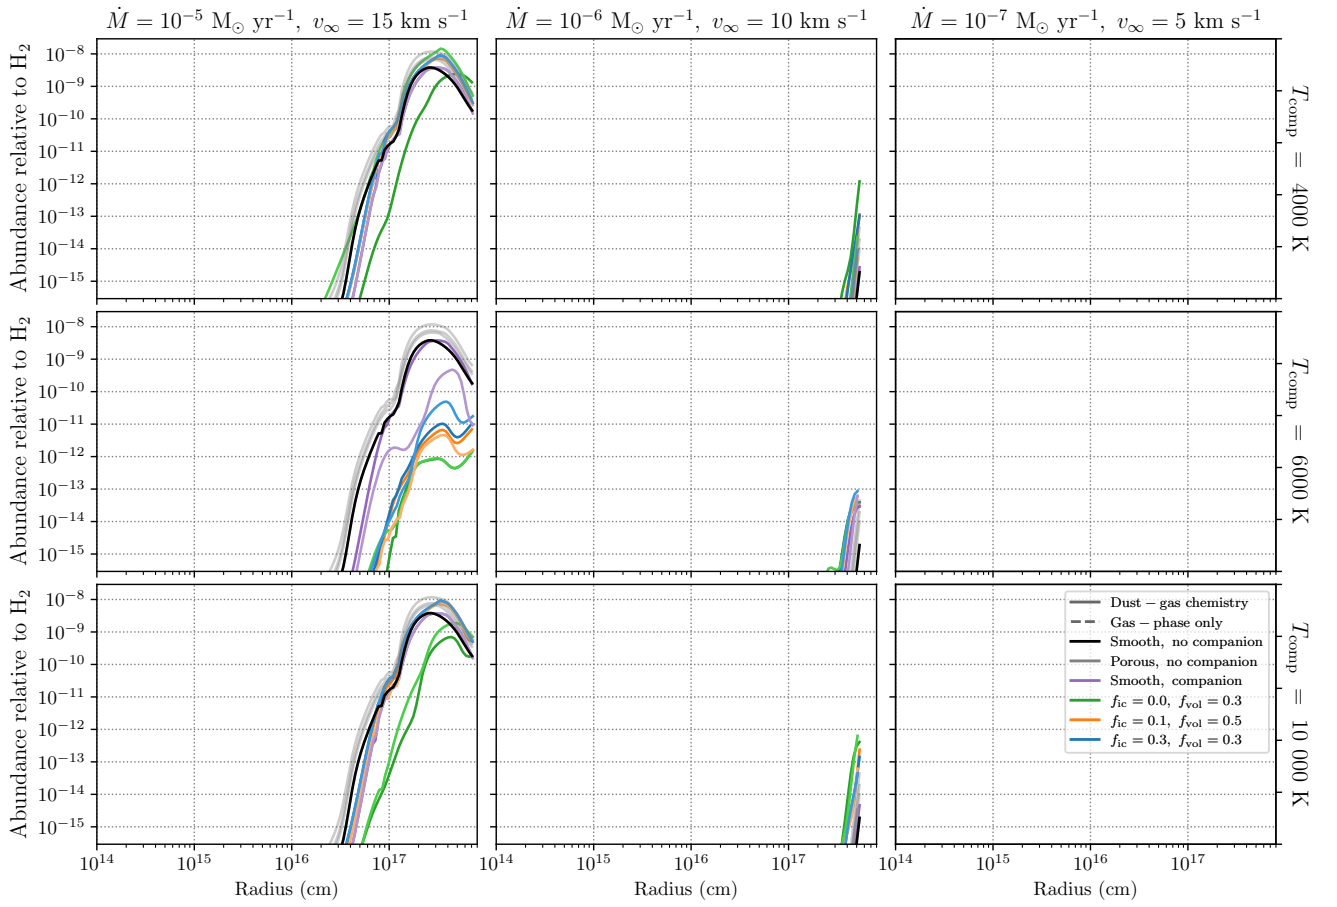 Ṁ = 10⁻⁵ M☉ yr⁻¹, v∞ = 15 km s⁻¹
Ṁ = 10⁻⁶ M☉ yr⁻¹, v∞ = 10 km s⁻¹
Ṁ = 10⁻⁷ M☉ yr⁻¹, v∞ = 5 km s⁻¹
Abundance relative to H₂
10⁻⁸
10⁻⁹
10⁻¹⁰
10⁻¹¹
10⁻¹²
10⁻¹³
10⁻¹⁴
10⁻¹⁵
T_comp = 4000 K
Abundance relative to H₂
10⁻⁸
10⁻⁹
10⁻¹⁰
10⁻¹¹
10⁻¹²
10⁻¹³
10⁻¹⁴
10⁻¹⁵
T_comp = 6000 K
Abundance relative to H₂
10⁻⁸
10⁻⁹
10⁻¹⁰
10⁻¹¹
10⁻¹²
10⁻¹³
10⁻¹⁴
10⁻¹⁵
Dust – gas chemistry
Gas – phase only
Smooth, no companion
Porous, no companion
Smooth, companion
f_ic = 0.0, f_vol = 0.3
f_ic = 0.1, f_vol = 0.5
f_ic = 0.3, f_vol = 0.3
T_comp = 10 000 K
10¹⁴ 10¹⁵ 10¹⁶ 10¹⁷
10¹⁴ 10¹⁵ 10¹⁶ 10¹⁷
10¹⁴ 10¹⁵ 10¹⁶ 10¹⁷
Radius (cm)
Radius (cm)
Radius (cm)